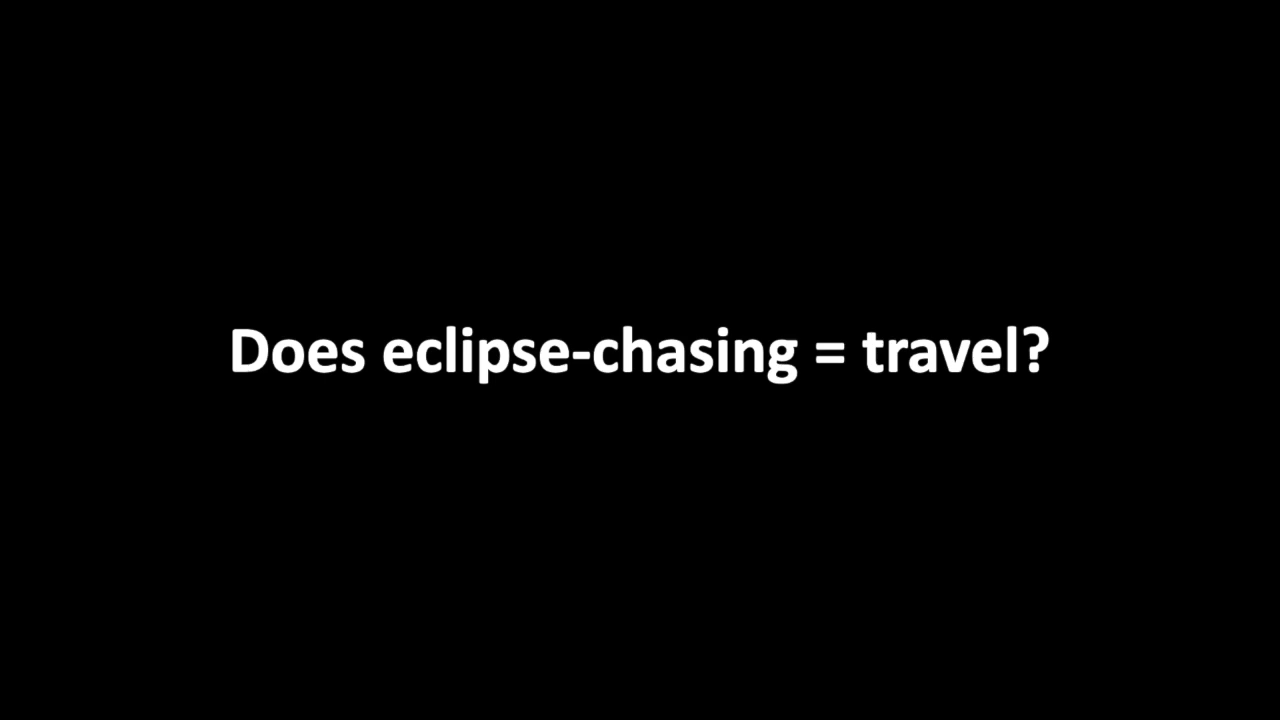 Does eclipse-chasing = travel?